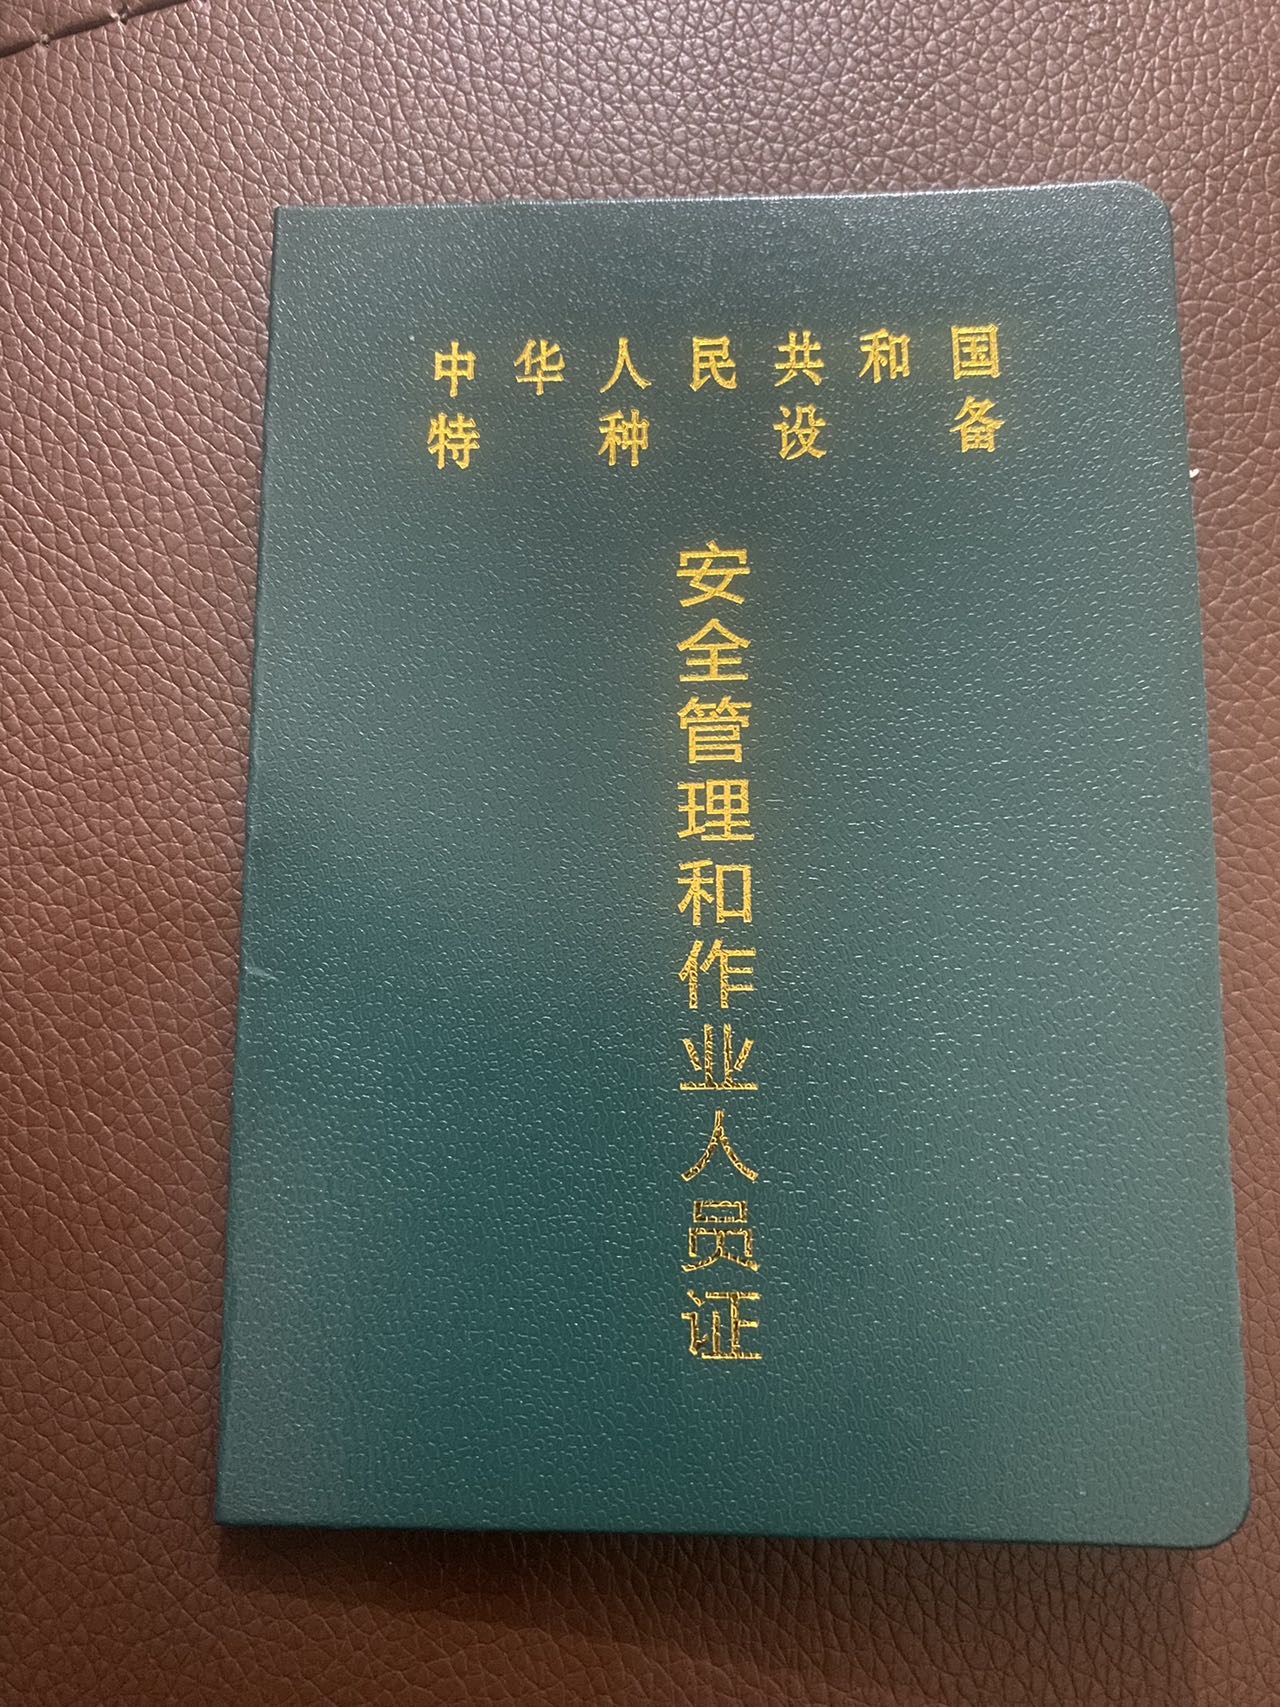 中华人民共和国
特种设备
安全管理和作业人员证